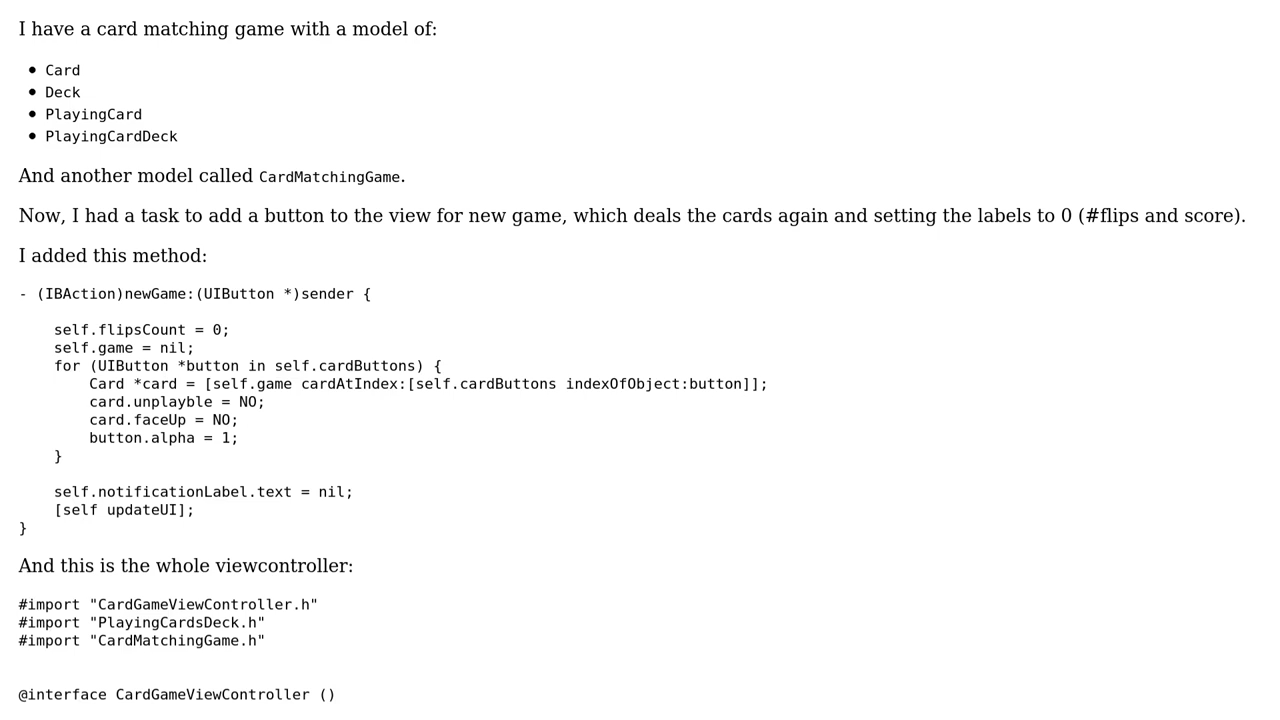 I have a card matching game with a model of:
• Card
• Deck
• PlayingCard
• PlayingCardDeck
And another model called CardMatchingGame.
Now, I had a task to add a button to the view for new game, which deals the cards again and setting the labels to 0 (#flips and score).
I added this method:
- (IBAction)newGame:(UIButton *)sender {
    self.flipsCount = 0;
    self.game = nil;
    for (UIButton *button in self.cardButtons) {
        Card *card = [self.game cardAtIndex:[self.cardButtons indexOfObject:button]];
        card.unplayble = NO;
        card.faceUp = NO;
        button.alpha = 1;
    }
    self.notificationLabel.text = nil;
    [self updateUI];
}
And this is the whole viewcontroller:
#import "CardGameViewController.h"
#import "PlayingCardsDeck.h"
#import "CardMatchingGame.h"
@interface CardGameViewController ()